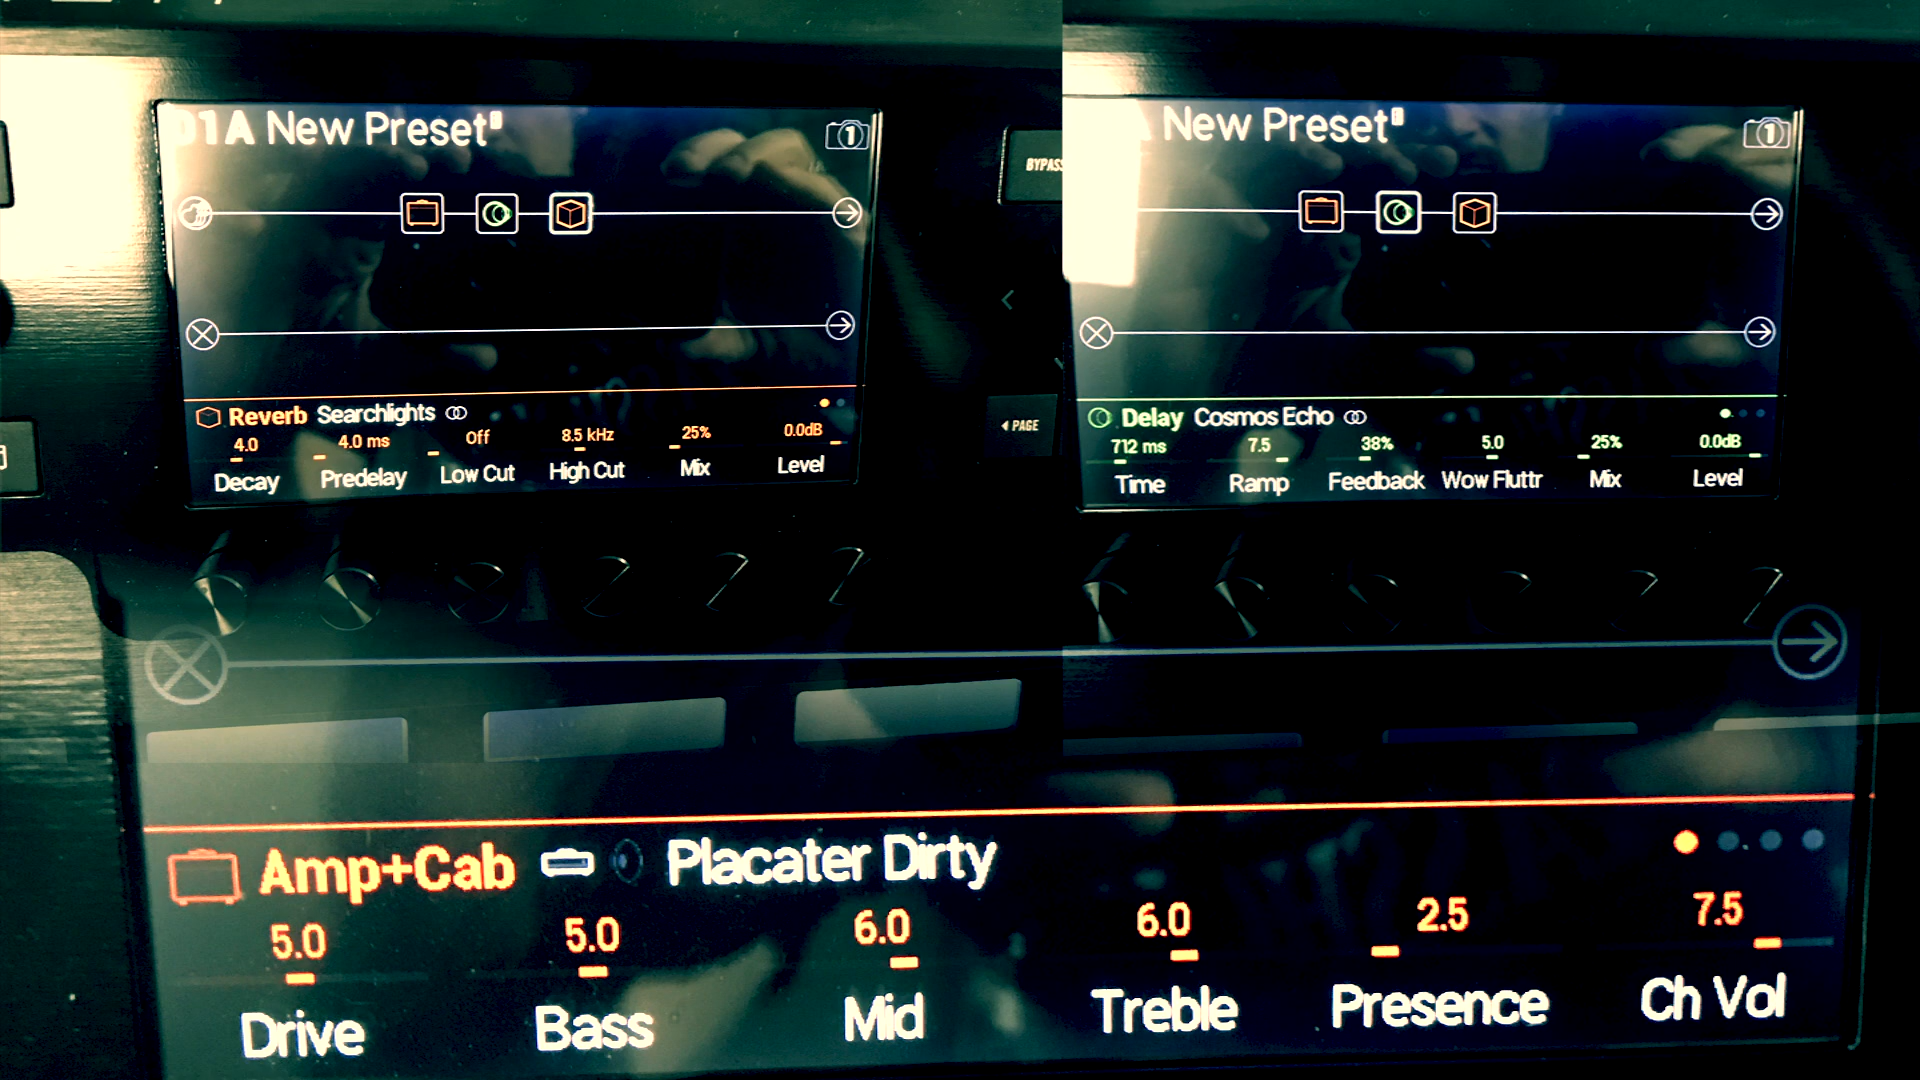 01A New Preset
1
Reverb Searchlights
4.0 4.0 ms Off 8.5 kHz 25% 0.0dB
Decay Predelay Low Cut High Cut Mix Level
BYPASS
PAGE
New Preset
1
Delay Cosmos Echo
712 ms 7.5 38% 5.0 25% 0.0dB
Time Ramp Feedback Wow Fluttr Mix Level
Amp+Cab Placater Dirty
5.0 5.0 6.0 6.0 2.5 7.5
Drive Bass Mid Treble Presence Ch Vol